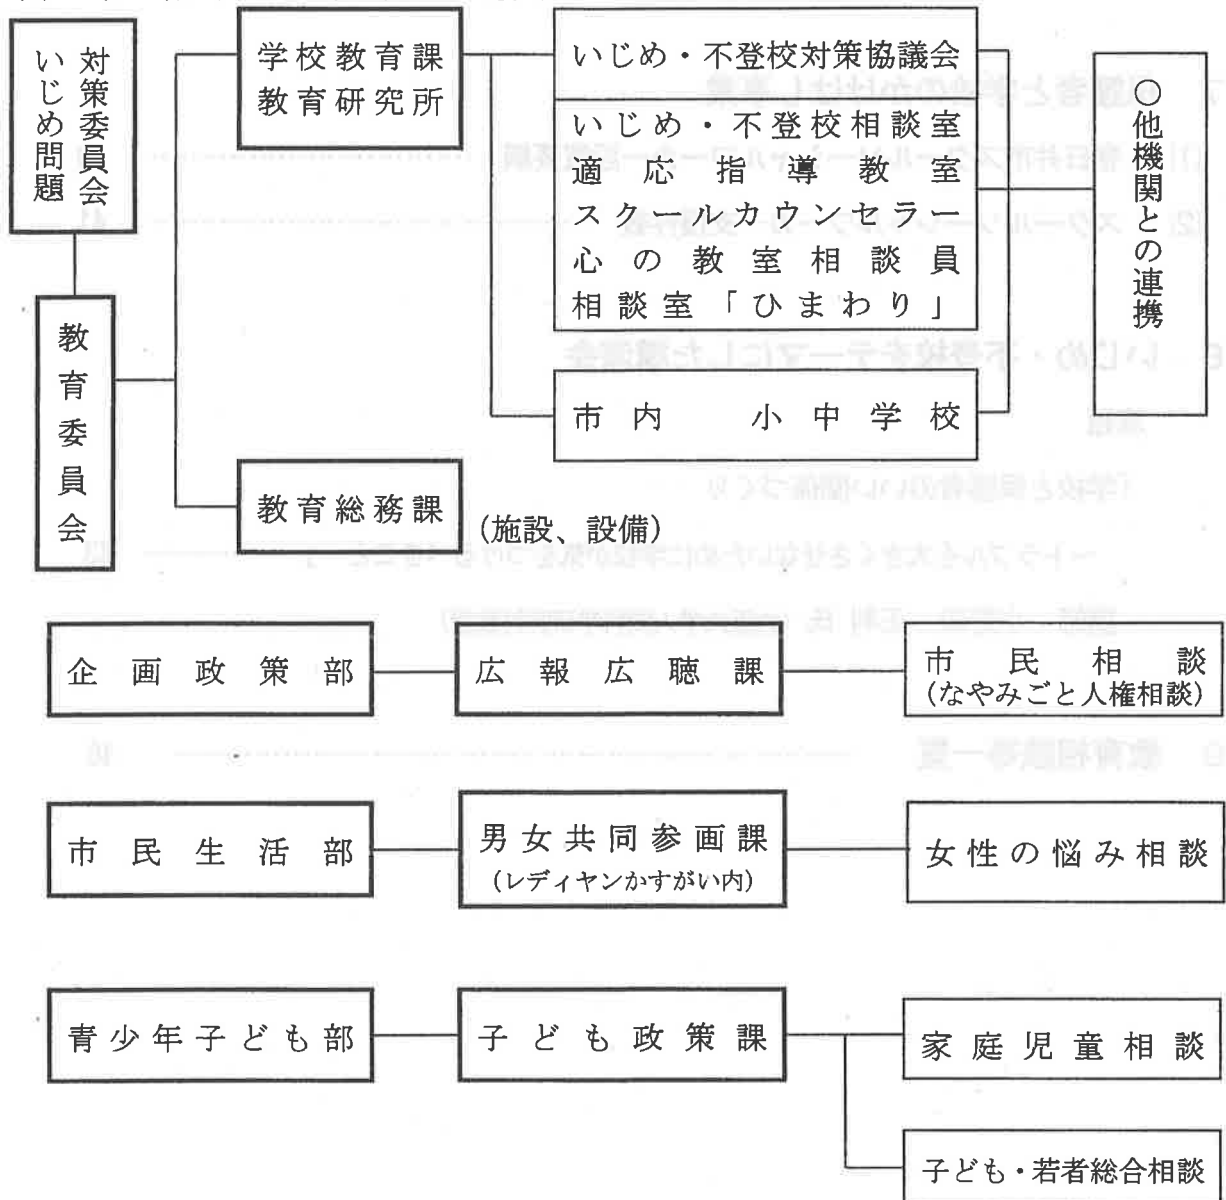 いじめ問題
対策委員会
教育委員会
学校教育課
教育研究所
教育総務課
(施設、設備)
いじめ・不登校対策協議会
いじめ・不登校相談室
適応指導教室
スクールカウンセラー
心の教室相談員
相談室「ひまわり」
市内 小中学校
○他機関との連携
企画政策部
広報広聴課
市民相談
(なやみごと人権相談)
市民生活部
男女共同参画課
(レディヤンかすがい内)
女性の悩み相談
青少年子ども部
子ども政策課
家庭児童相談
子ども・若者総合相談